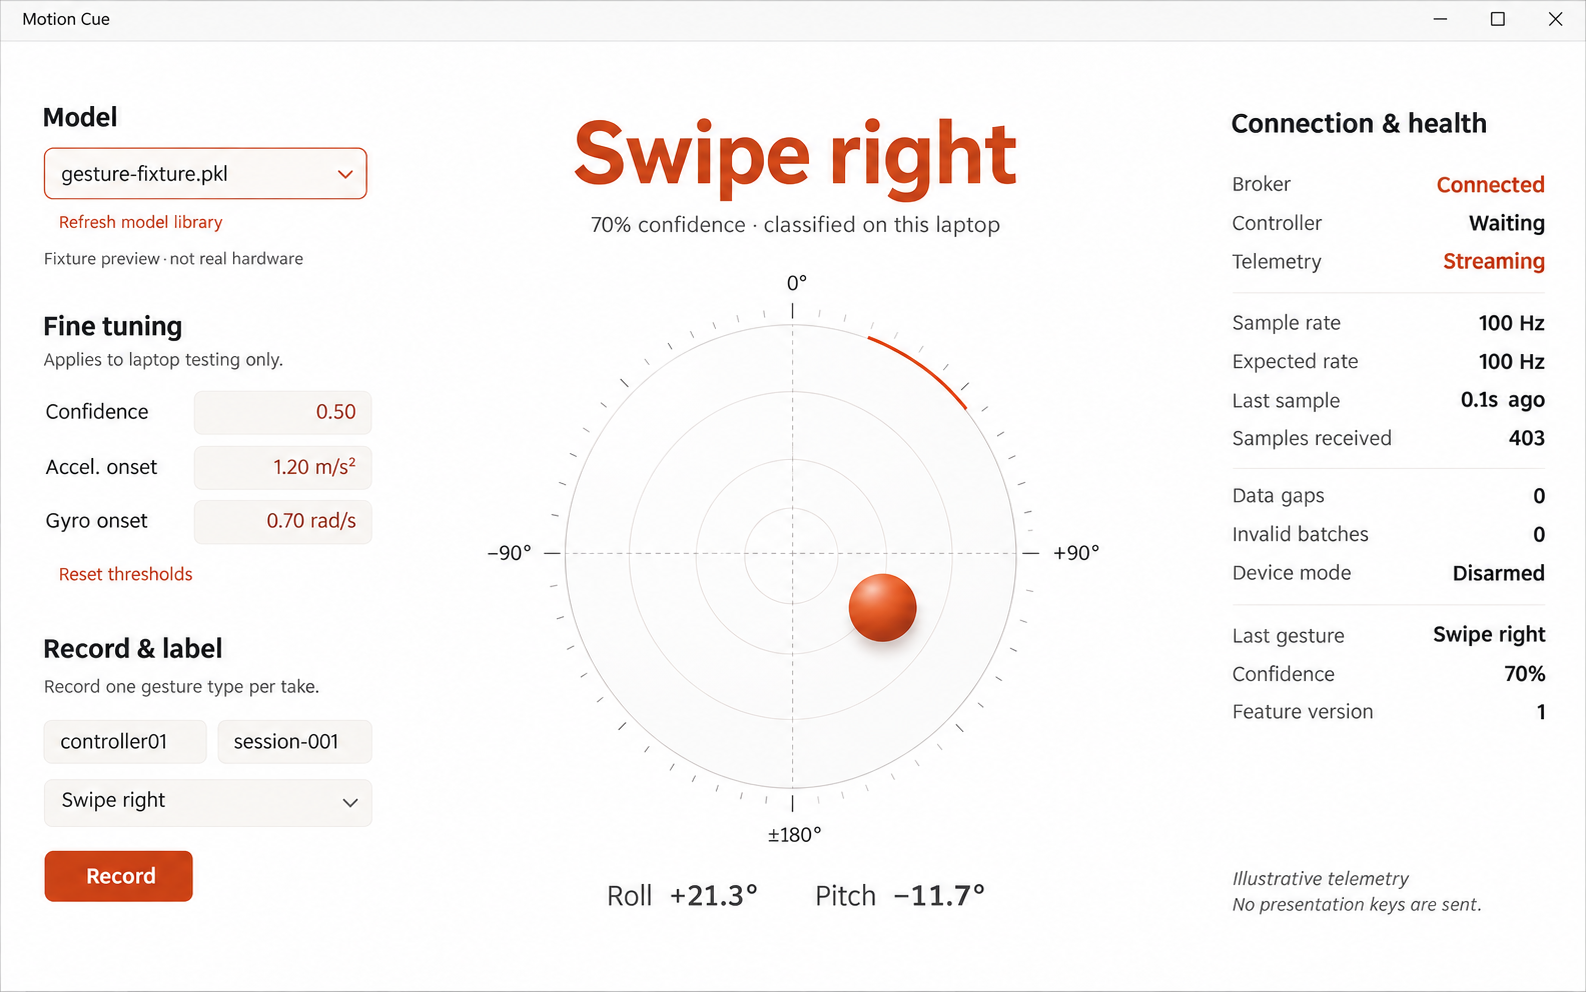 Motion Cue
Model
gesture-fixture.pkl
Refresh model library
Fixture preview · not real hardware
Fine tuning
Applies to laptop testing only.
Confidence 0.50
Accel. onset 1.20 m/s²
Gyro onset 0.70 rad/s
Reset thresholds
Record & label
Record one gesture type per take.
controller01 session-001
Swipe right
Record
Swipe right
70% confidence · classified on this laptop
0°
−90° +90°
±180°
Roll +21.3° Pitch −11.7°
Connection & health
Broker Connected
Controller Waiting
Telemetry Streaming
Sample rate 100 Hz
Expected rate 100 Hz
Last sample 0.1s ago
Samples received 403
Data gaps 0
Invalid batches 0
Device mode Disarmed
Last gesture Swipe right
Confidence 70%
Feature version 1
Illustrative telemetry
No presentation keys are sent.